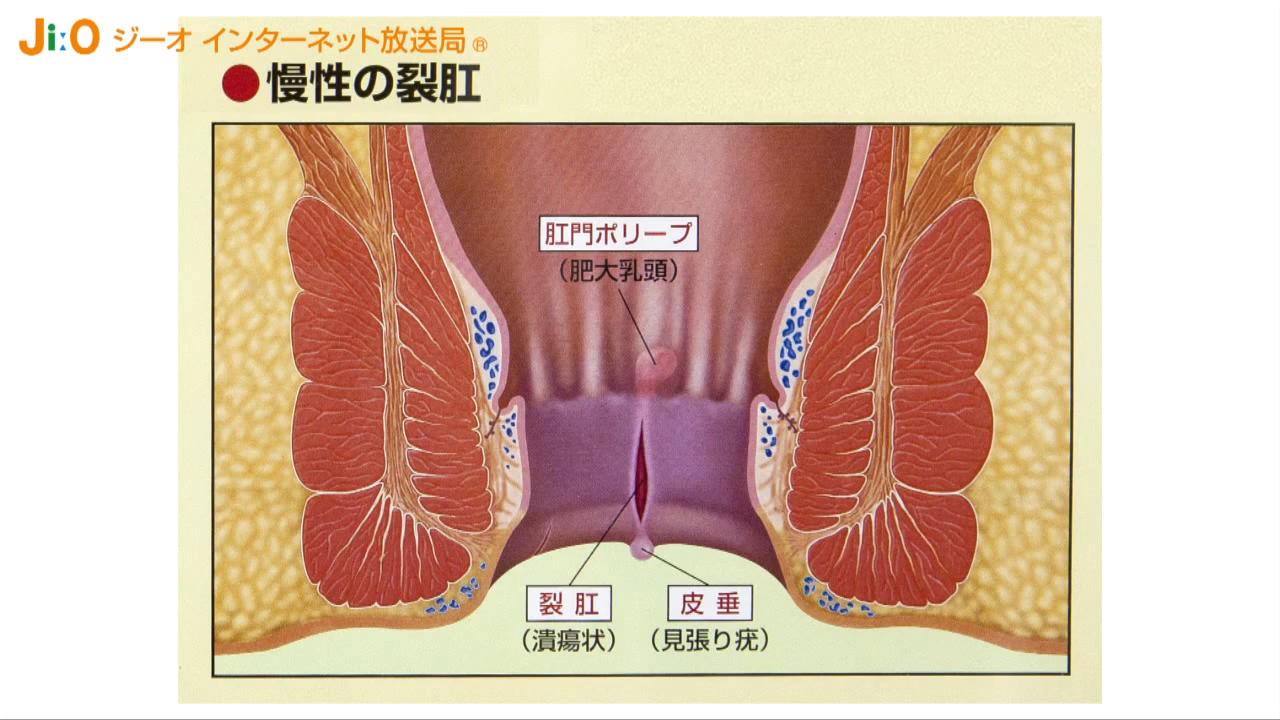 Ji:O ジーオ インターネット放送局®
●慢性の裂肛
肛門ポリープ
(肥大乳頭)
裂肛
(潰瘍状)
皮垂
(見張り疣)